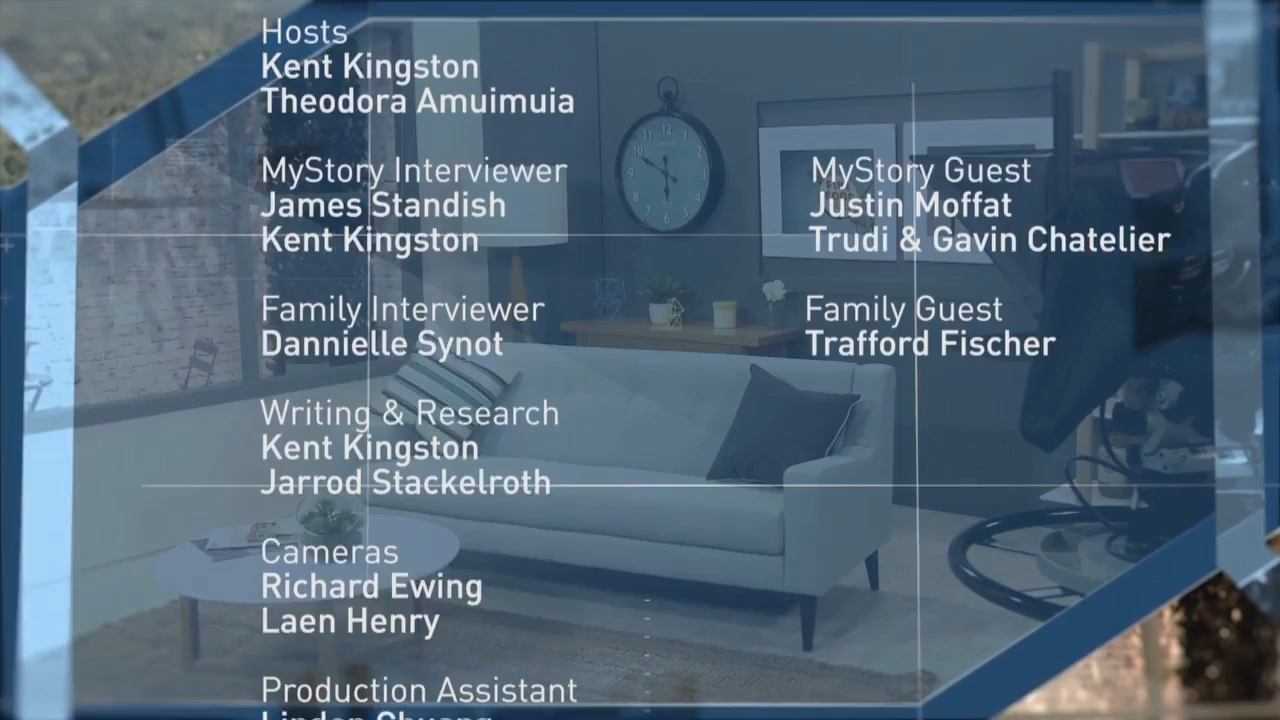 Hosts
Kent Kingston
Theodora Amuimuia
MyStory Interviewer
James Standish
Kent Kingston
MyStory Guest
Justin Moffat
Trudi & Gavin Chatelier
Family Interviewer
Dannielle Synot
Family Guest
Trafford Fischer
Writing & Research
Kent Kingston
Jarrod Stackelroth
Cameras
Richard Ewing
Laen Henry
Production Assistant